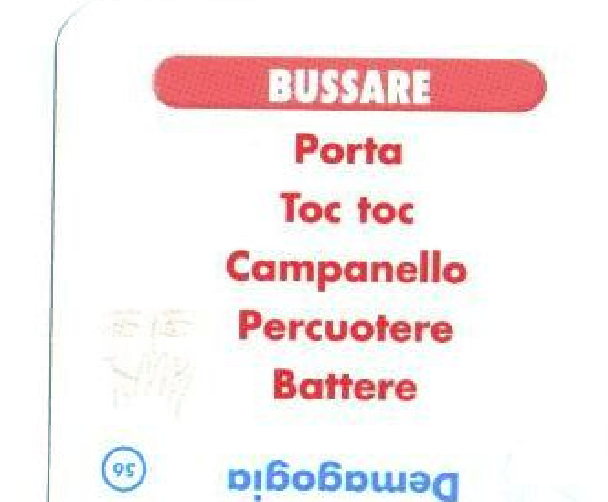 BUSSARE
Porta
Toc toc
Campanello
Percuotere
Battere
56
Demagogia